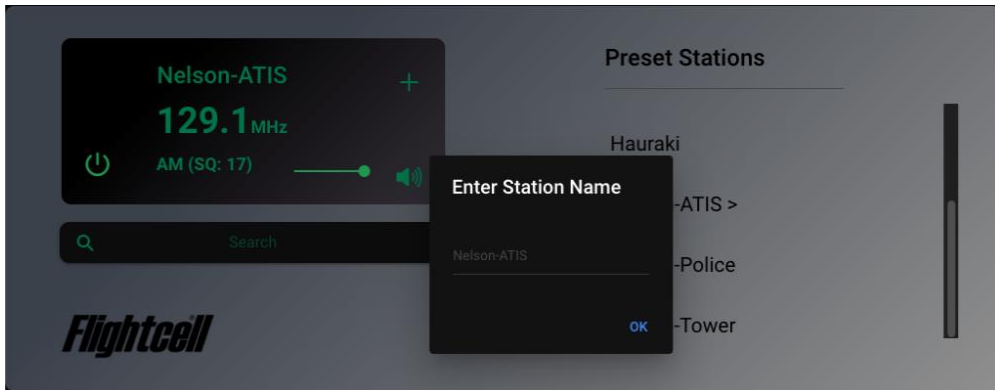 Nelson-ATIS
+
129.1MHz
AM (SQ: 17)
Search
Flightcell
Preset Stations
Hauraki
-ATIS >
-Police
-Tower
Enter Station Name
Nelson-ATIS
OK